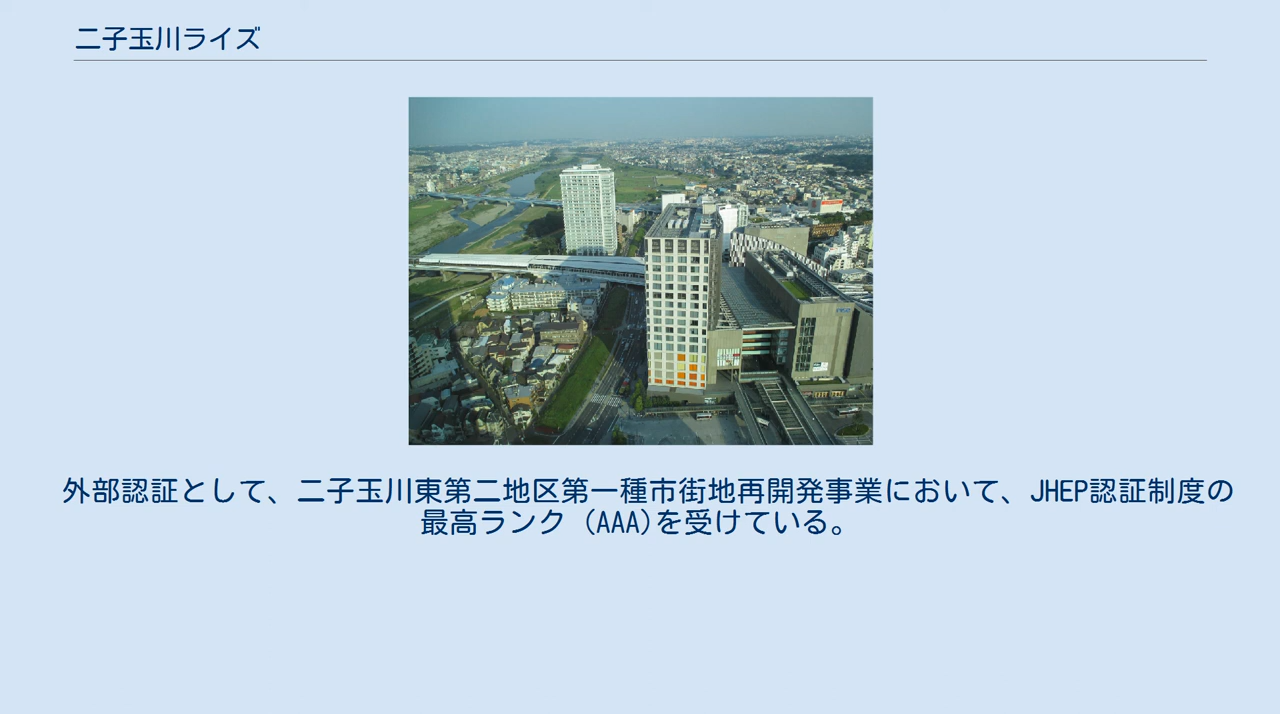 二子玉川ライズ
外部認証として、二子玉川東第二地区第一種市街地再開発事業において、JHEP認証制度の
最高ランク (AAA)を受けている。